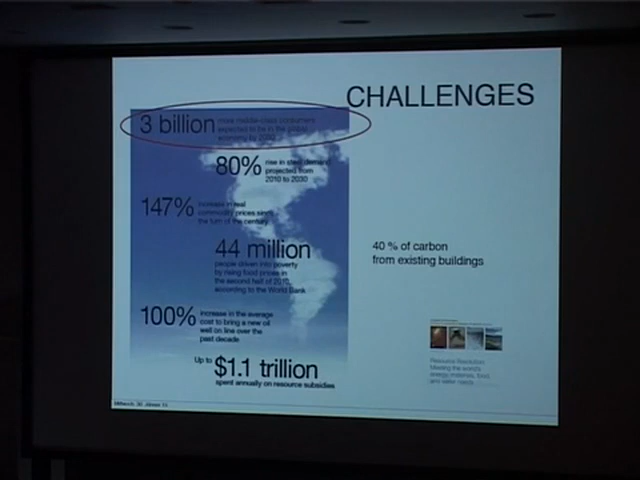 CHALLENGES
3 billion
more middle-class consumers
expected to be in the global
economy by 2030
80%
rise in steel demand
projected from
2010 to 2030
147%
increase in real
commodity prices since
the turn of the century
44 million
people driven into poverty
by rising food prices in
the second half of 2010,
according to the World Bank
100%
increase in the average
cost to bring a new oil
well on line over the
past decade
Up to
$1.1 trillion
spent annually on resource subsidies
40 % of carbon
from existing buildings
Resource Revolution:
Meeting the world's
energy, materials, food,
and water needs
Mittwoch, 30.